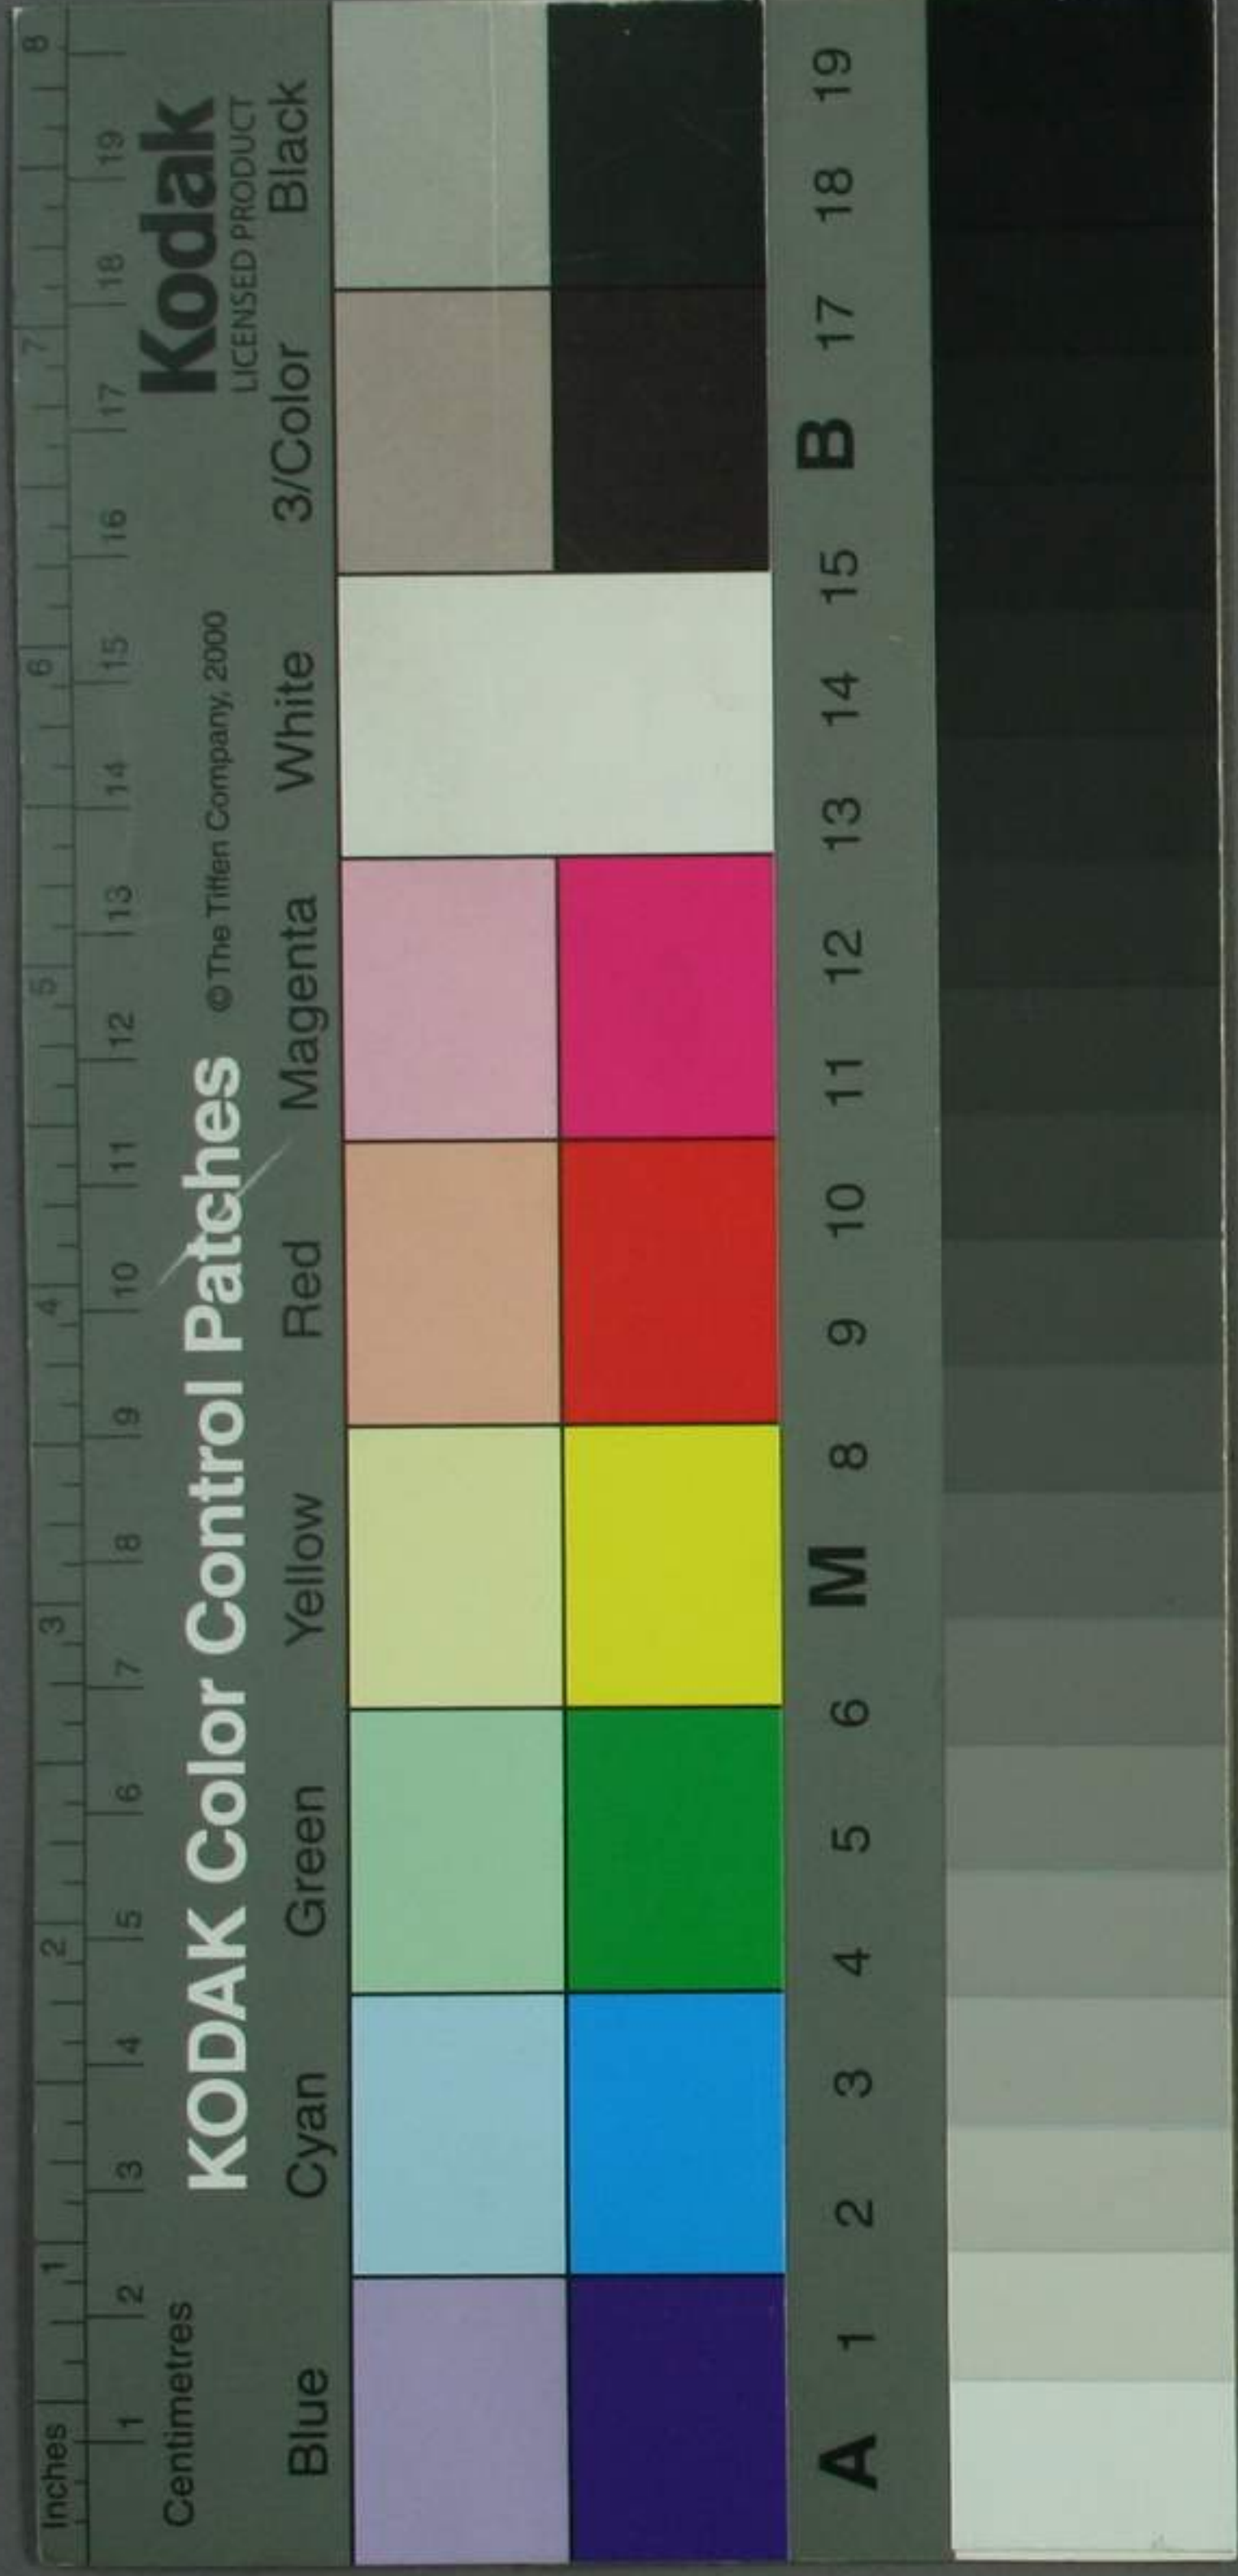 Inches 1 2 3 4 5 6 7 8
1 2 3 4 5 6 7 8 9 10 11 12 13 14 15 16 17 18 19
Centimetres
KODAK Color Control Patches © The Tiffen Company, 2000
Kodak
LICENSED PRODUCT
Blue Cyan Green Yellow Red Magenta White 3/Color Black
A 1 2 3 4 5 6 M 8 9 10 11 12 13 14 15 B 17 18 19